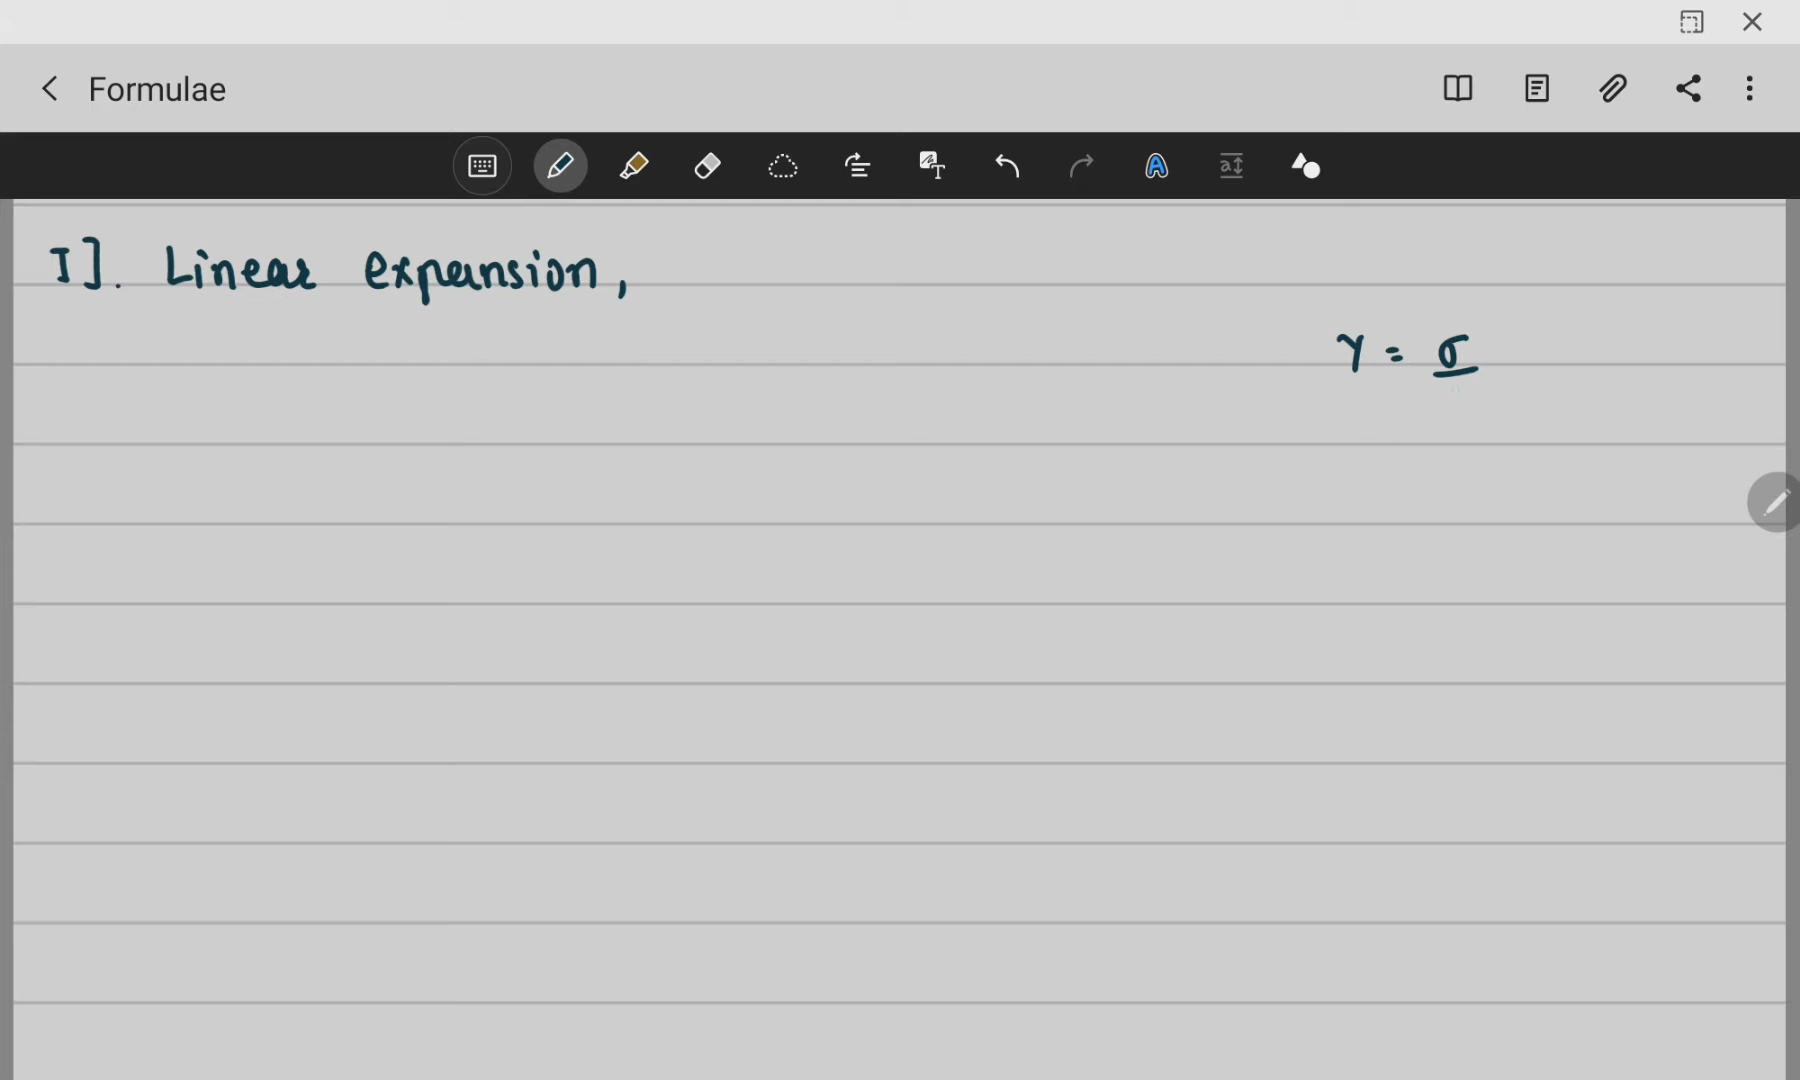 Formulae
I]. Linear expansion,
Y = σ